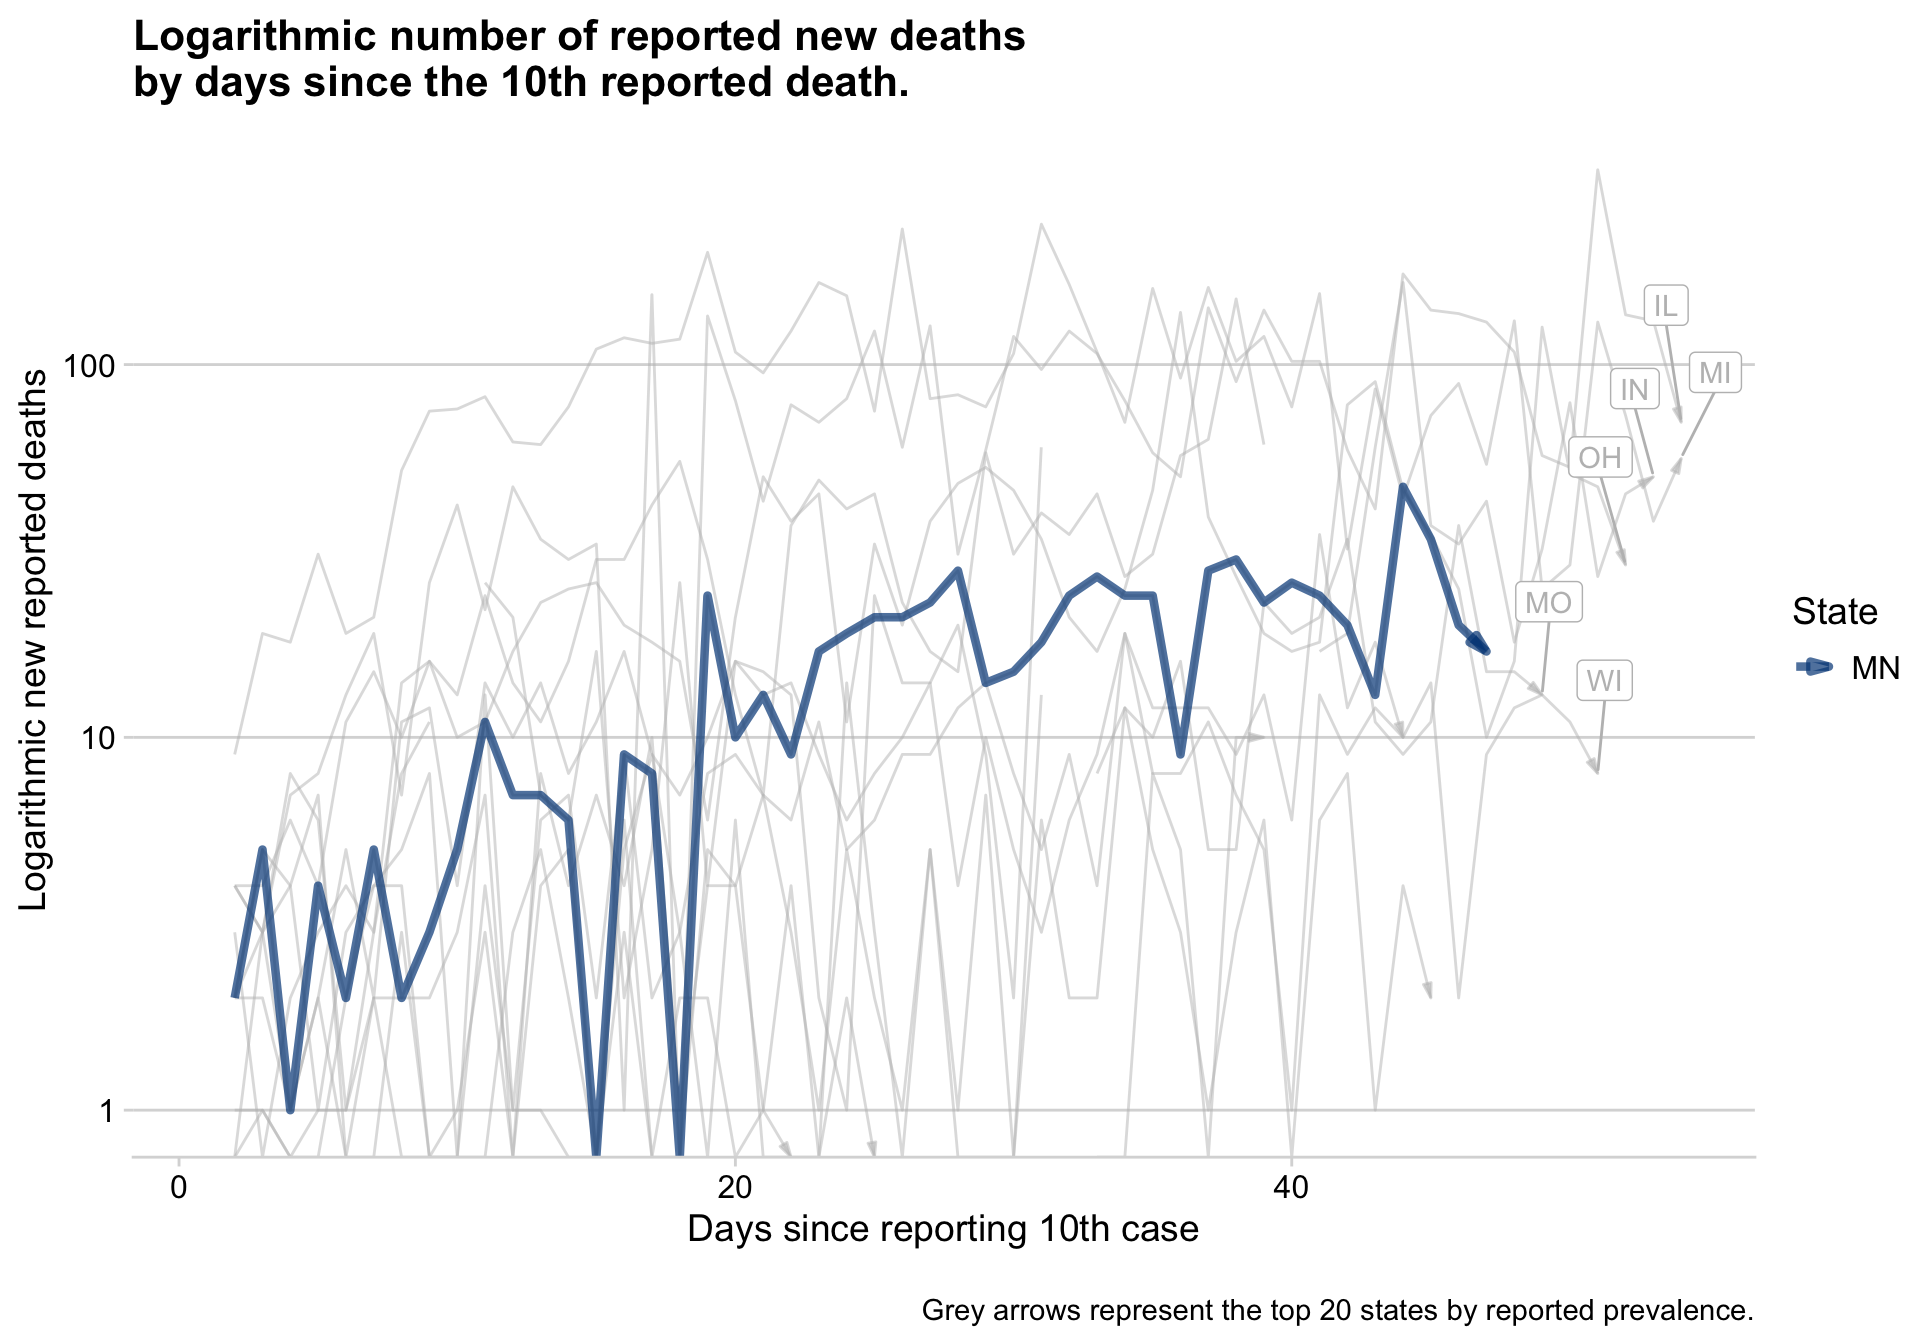 Logarithmic number of reported new deaths
by days since the 10th reported death.
Logarithmic new reported deaths
100
10
1
IL
MI
IN
OH
MO
WI
State
MN
0
20
40
Days since reporting 10th case
Grey arrows represent the top 20 states by reported prevalence.